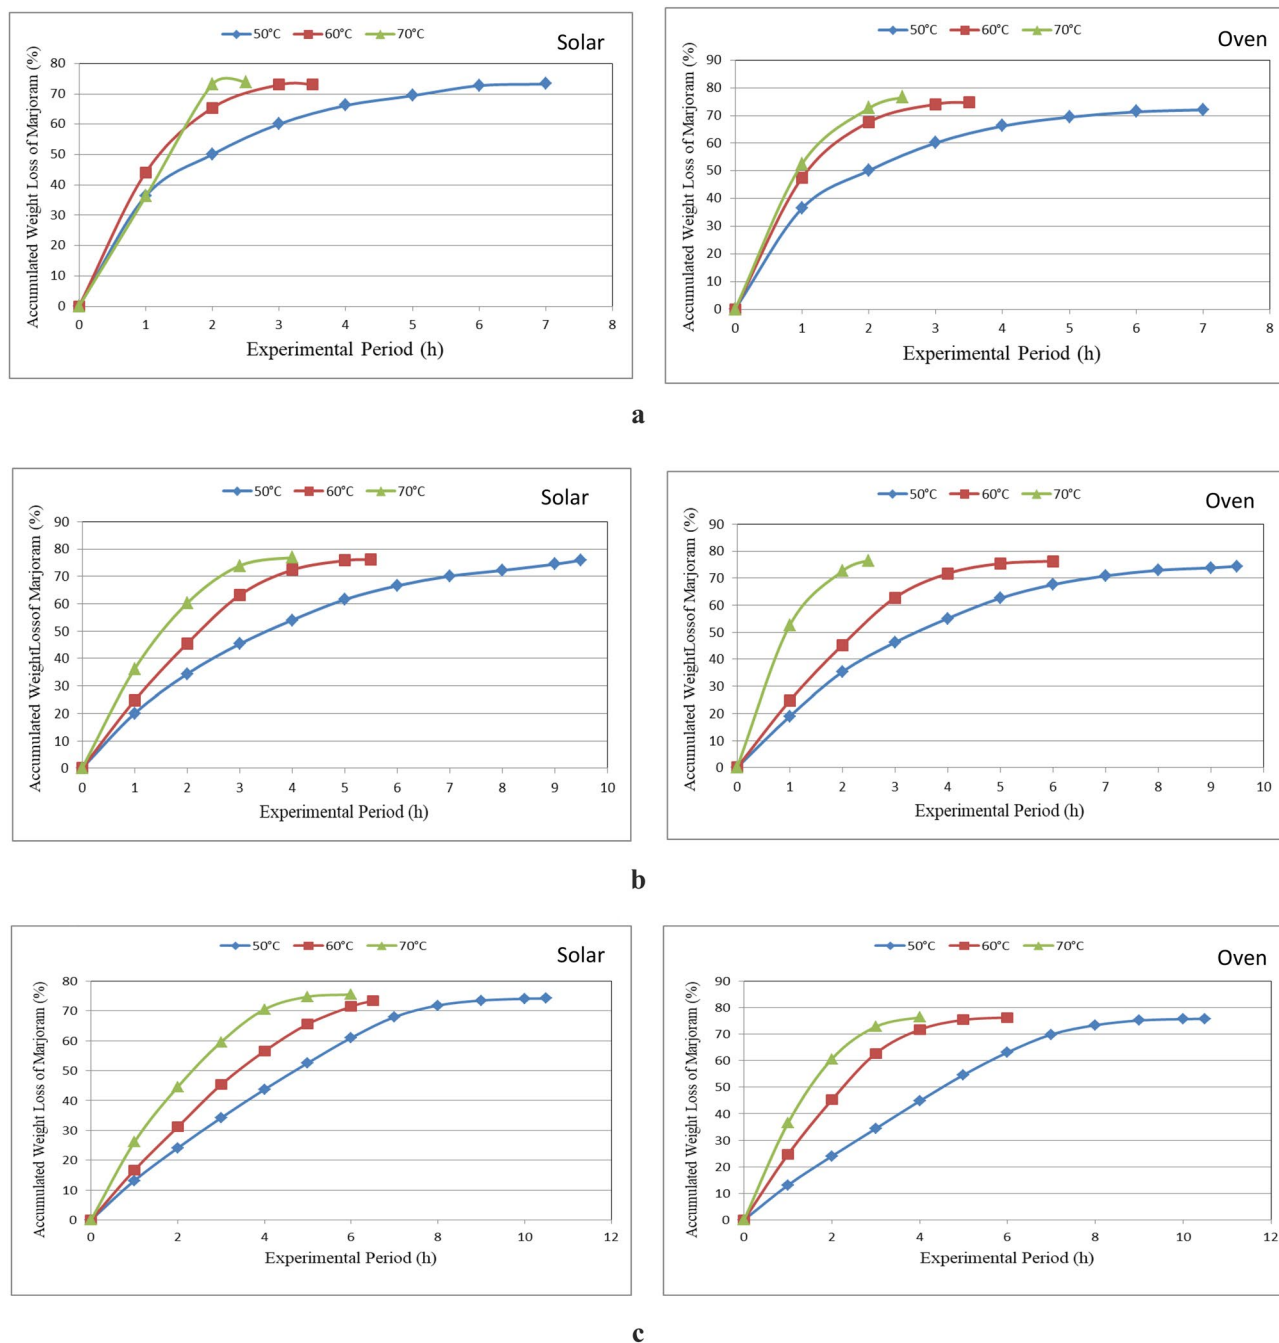 50°C 60°C 70°C
Solar
Accumulated Weight Loss of Marjoram (%)
80
70
60
50
40
30
20
10
0
0 1 2 3 4 5 6 7 8
Experimental Period (h)
50°C 60°C 70°C
Oven
Accumulated Weight Loss of Marjoram (%)
90
80
70
60
50
40
30
20
10
0
0 1 2 3 4 5 6 7 8
Experimental Period (h)
a
50°C 60°C 70°C
Solar
Accumulated WeightLoss of Marjoram (%)
90
80
70
60
50
40
30
20
10
0
0 1 2 3 4 5 6 7 8 9 10
Experimental Period (h)
50°C 60°C 70°C
Oven
Accumulated WeightLossof Marjoram (%)
90
80
70
60
50
40
30
20
10
0
0 1 2 3 4 5 6 7 8 9 10
Experimental Period (h)
b
50°C 60°C 70°C
Solar
Accumulated Weight Loss of Marjoram (%)
80
70
60
50
40
30
20
10
0
0 2 4 6 8 10 12
Experimental Period (h)
50°C 60°C 70°C
Oven
Accumulated Weight Loss of Marjoram (%)
90
80
70
60
50
40
30
20
10
0
0 2 4 6 8 10 12
Experimental Period (h)
c